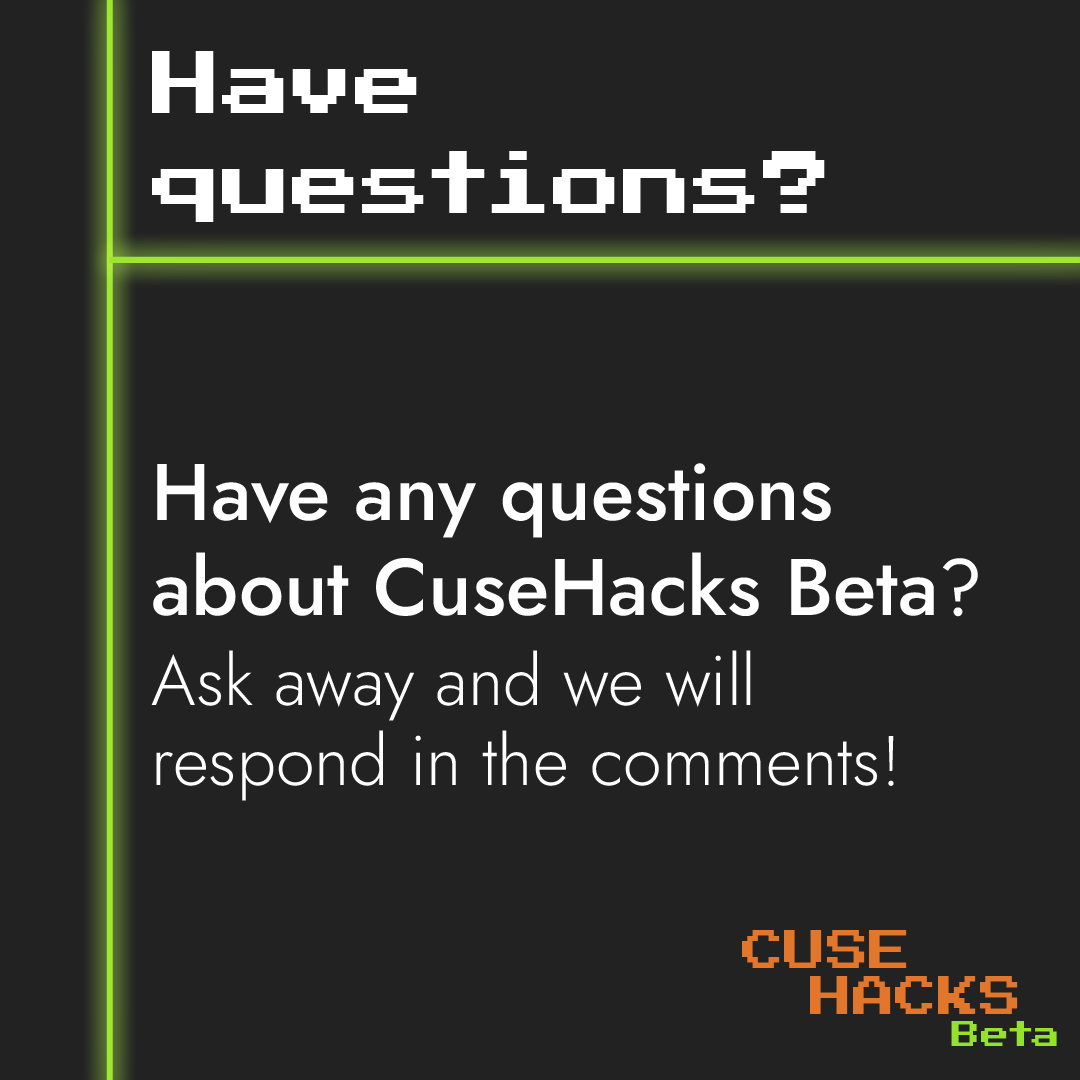 Have
questions?
Have any questions
about CuseHacks Beta?
Ask away and we will
respond in the comments!
CUSE
HACKS
Beta